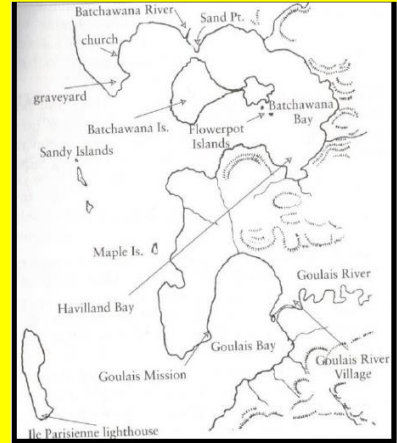 Batchawana River
Sand Pt.
church
graveyard
Batchawana Is.
Flowerpot
Islands
Batchawana
Bay
Sandy Islands
Maple Is.
Havilland Bay
Goulais River
Goulais Bay
Goulais Mission
Goulais River
Village
Ile Parisienne lighthouse